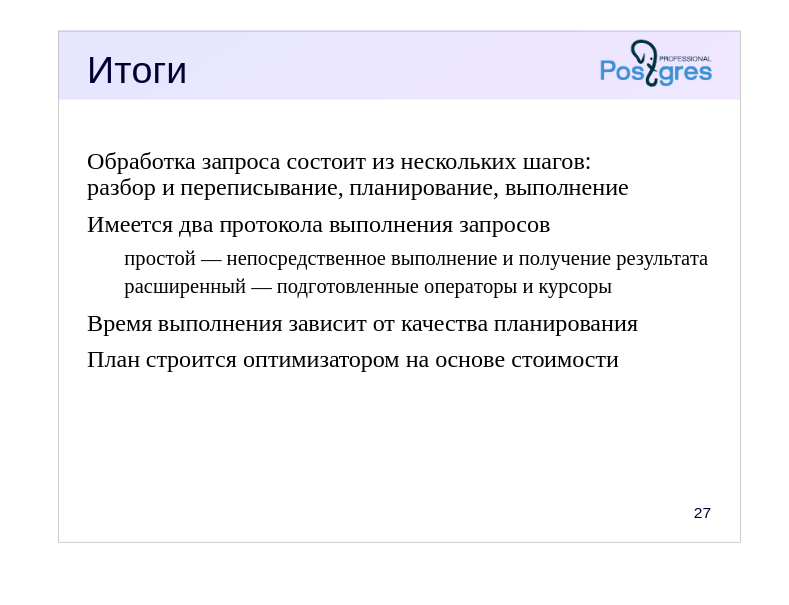 Итоги
PROFESSIONAL
Postgres
Обработка запроса состоит из нескольких шагов:
разбор и переписывание, планирование, выполнение
Имеется два протокола выполнения запросов
простой — непосредственное выполнение и получение результата
расширенный — подготовленные операторы и курсоры
Время выполнения зависит от качества планирования
План строится оптимизатором на основе стоимости
27